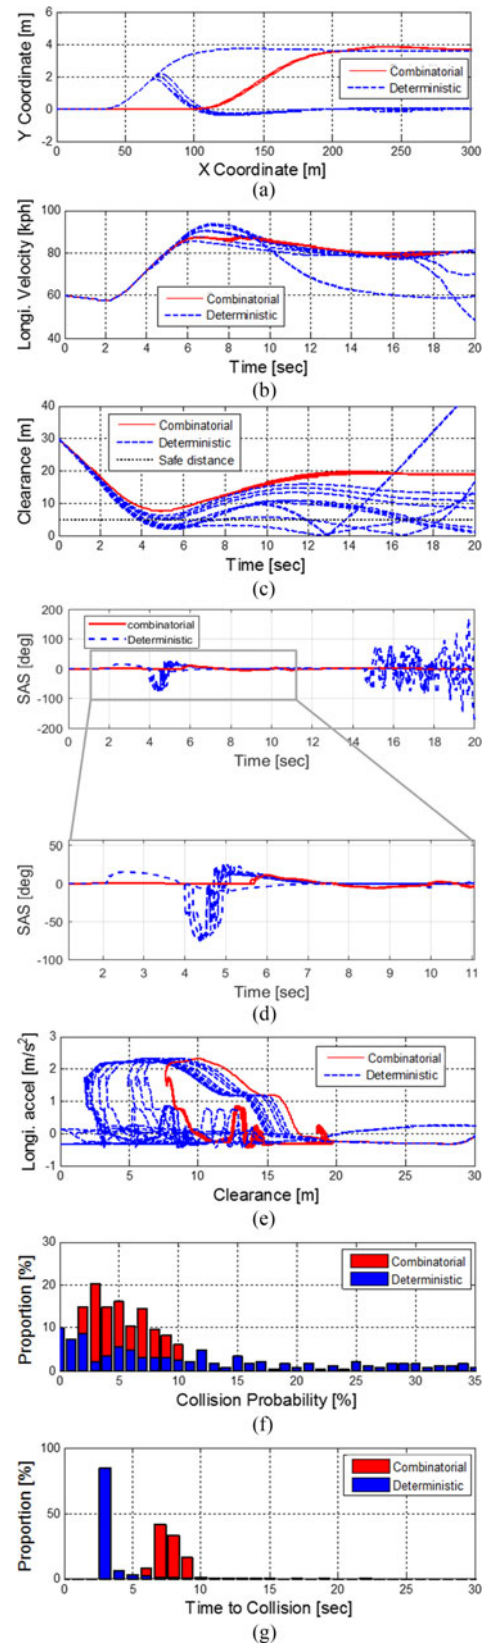 Y Coordinate [m]
6
4
2
0
-2
Combinatorial
Deterministic
0 50 100 150 200 250 300
X Coordinate [m]
(a)
Longi. Velocity [kph]
100
80
60
40
Combinatorial
Deterministic
0 2 4 6 8 10 12 14 16 18 20
Time [sec]
(b)
Clearance [m]
40
30
20
10
0
Combinatorial
Deterministic
Safe distance
0 2 4 6 8 10 12 14 16 18 20
Time [sec]
(c)
SAS [deg]
200
100
0
-100
-200
combinatorial
Deterministic
0 2 4 6 8 10 12 14 16 18 20
Time [sec]
SAS [deg]
50
0
-50
-100
2 3 4 5 6 7 8 9 10 11
Time [sec]
(d)
Longi. accel [m/s²]
3
2
1
0
-1
Combinatorial
Deterministic
0 5 10 15 20 25 30
Clearance [m]
(e)
Proportion [%]
30
20
10
0
Combinatorial
Deterministic
0 5 10 15 20 25 30 35
Collision Probability [%]
(f)
Proportion [%]
100
50
0
Combinatorial
Deterministic
0 5 10 15 20 25 30
Time to Collision [sec]
(g)